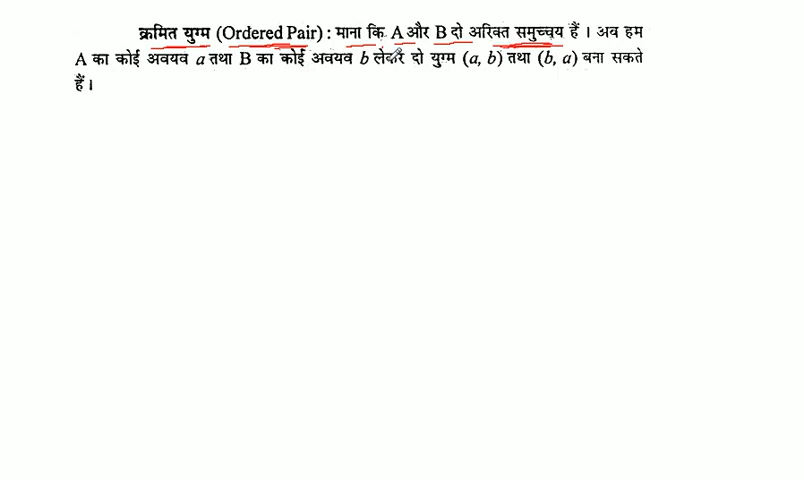 क्रमित युग्म (Ordered Pair) : माना कि A और B दो अरिक्त समुच्चय हैं । अब हम
A का कोई अवयव a तथा B का कोई अवयव b लेकर दो युग्म (a, b) तथा (b, a) बना सकते
हैं ।